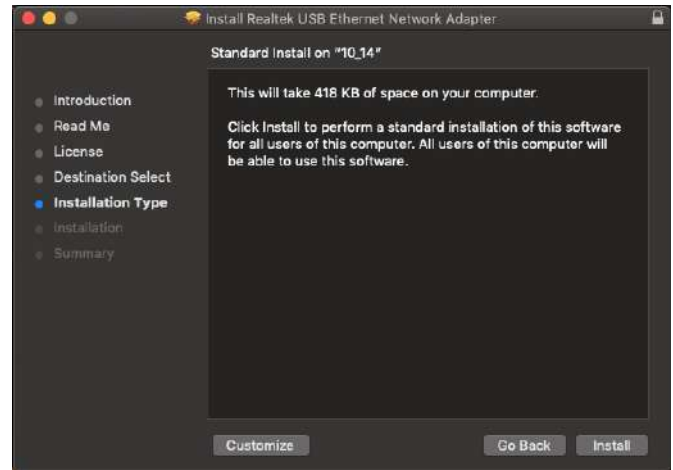 Install Realtek USB Ethernet Network Adapter
Standard Install on "10_14"
Introduction
Read Me
License
Destination Select
Installation Type
Installation
Summary
This will take 418 KB of space on your computer.
Click Install to perform a standard installation of this software
for all users of this computer. All users of this computer will
be able to use this software.
Customize
Go Back
Install